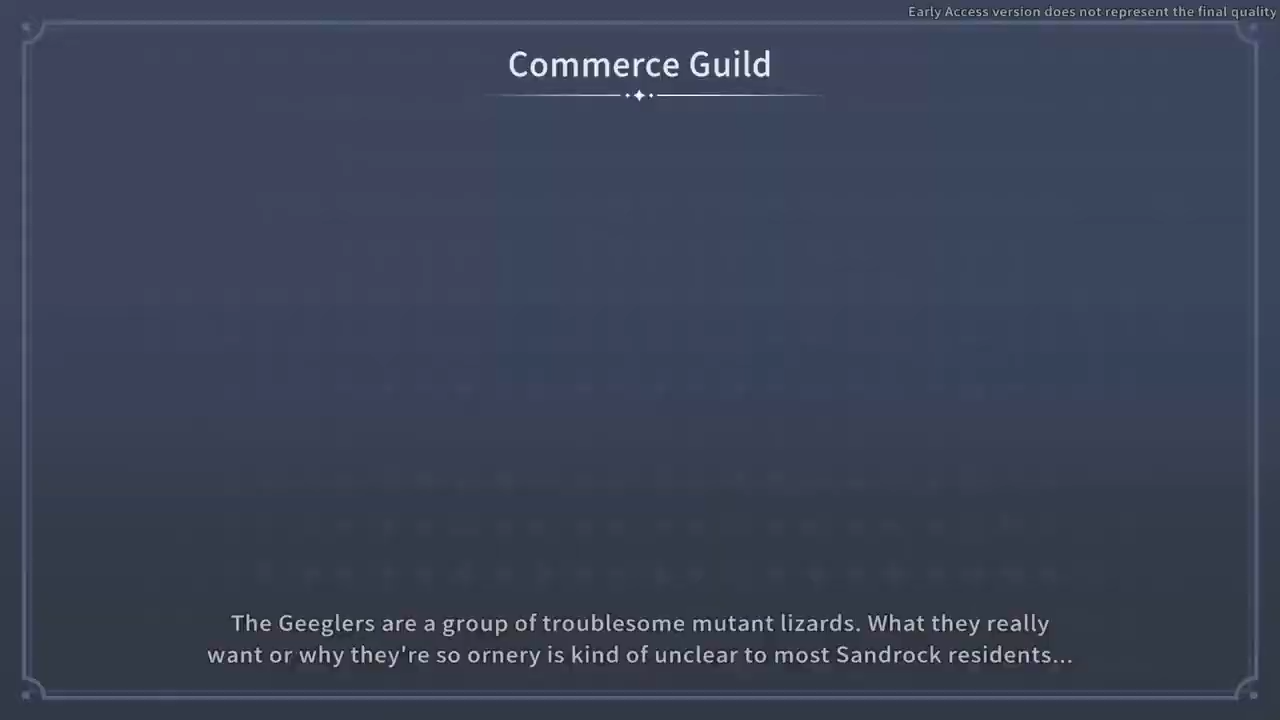 Early Access version does not represent the final quality
Commerce Guild
The Geeglers are a group of troublesome mutant lizards. What they really
want or why they're so ornery is kind of unclear to most Sandrock residents...